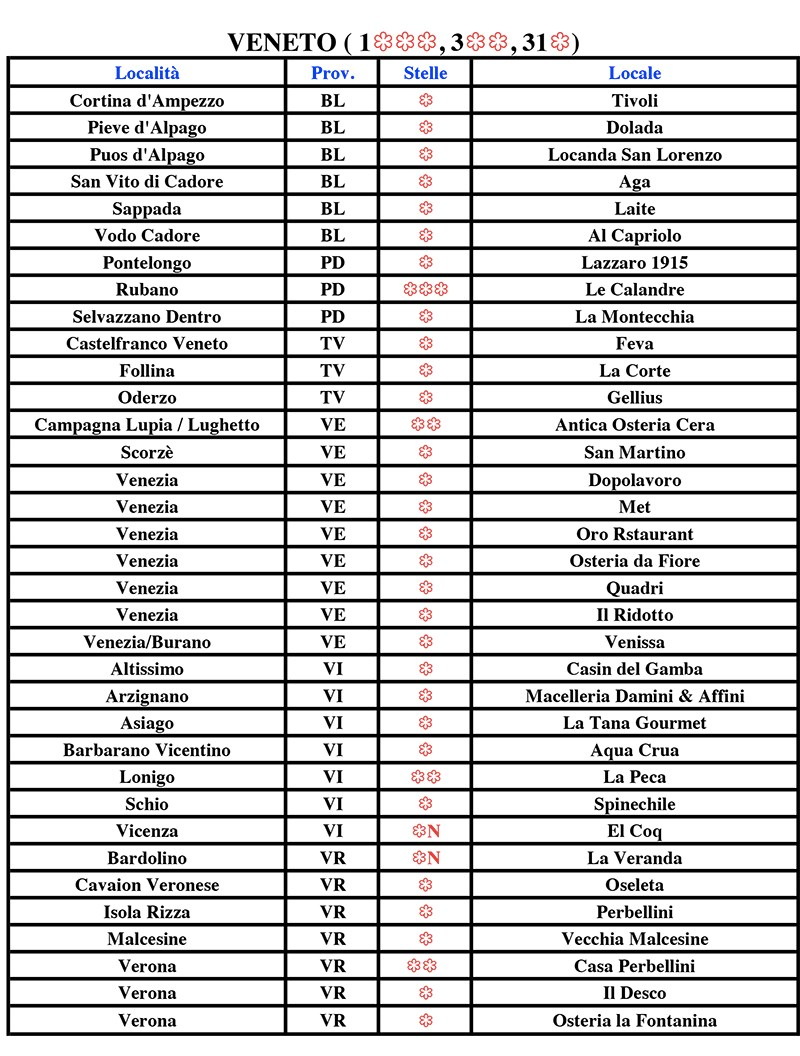 VENETO ( 1❀❀❀, 3❀❀, 31❀)
Località Prov. Stelle Locale
Cortina d'Ampezzo BL ❀ Tivoli
Pieve d'Alpago BL ❀ Dolada
Puos d'Alpago BL ❀ Locanda San Lorenzo
San Vito di Cadore BL ❀ Aga
Sappada BL ❀ Laite
Vodo Cadore BL ❀ Al Capriolo
Pontelongo PD ❀ Lazzaro 1915
Rubano PD ❀❀❀ Le Calandre
Selvazzano Dentro PD ❀ La Montecchia
Castelfranco Veneto TV ❀ Feva
Follina TV ❀ La Corte
Oderzo TV ❀ Gellius
Campagna Lupia / Lughetto VE ❀❀ Antica Osteria Cera
Scorzè VE ❀ San Martino
Venezia VE ❀ Dopolavoro
Venezia VE ❀ Met
Venezia VE ❀ Oro Rstaurant
Venezia VE ❀ Osteria da Fiore
Venezia VE ❀ Quadri
Venezia VE ❀ Il Ridotto
Venezia/Burano VE ❀ Venissa
Altissimo VI ❀ Casin del Gamba
Arzignano VI ❀ Macelleria Damini & Affini
Asiago VI ❀ La Tana Gourmet
Barbarano Vicentino VI ❀ Aqua Crua
Lonigo VI ❀❀ La Peca
Schio VI ❀ Spinechile
Vicenza VI ❀N El Coq
Bardolino VR ❀N La Veranda
Cavaion Veronese VR ❀ Oseleta
Isola Rizza VR ❀ Perbellini
Malcesine VR ❀ Vecchia Malcesine
Verona VR ❀❀ Casa Perbellini
Verona VR ❀ Il Desco
Verona VR ❀ Osteria la Fontanina